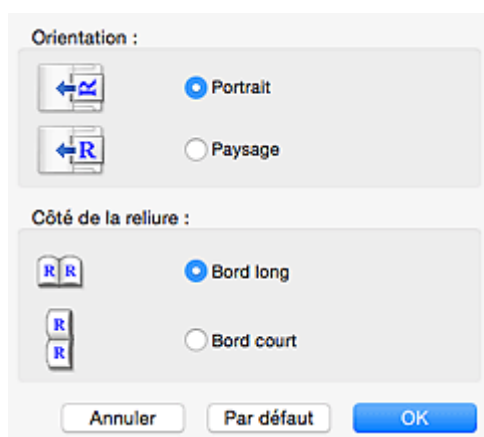 Orientation :
R
Portrait
R
Paysage
Côté de la reliure :
R R
Bord long
R
R
Bord court
Annuler Par défaut OK